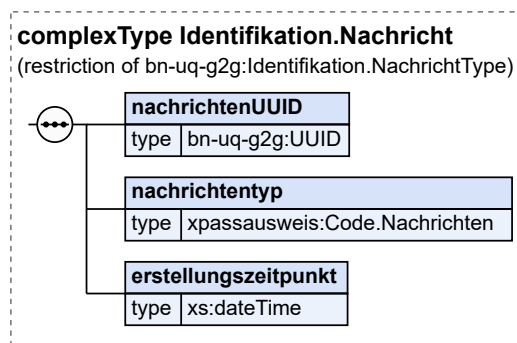 complexType Identifikation.Nachricht
(restriction of bn-uq-g2g:Identifikation.NachrichtType)
nachrichtenUUID
type bn-uq-g2g:UUID
nachrichtentyp
type xpassausweis:Code.Nachrichten
erstellungszeitpunkt
type xs:dateTime